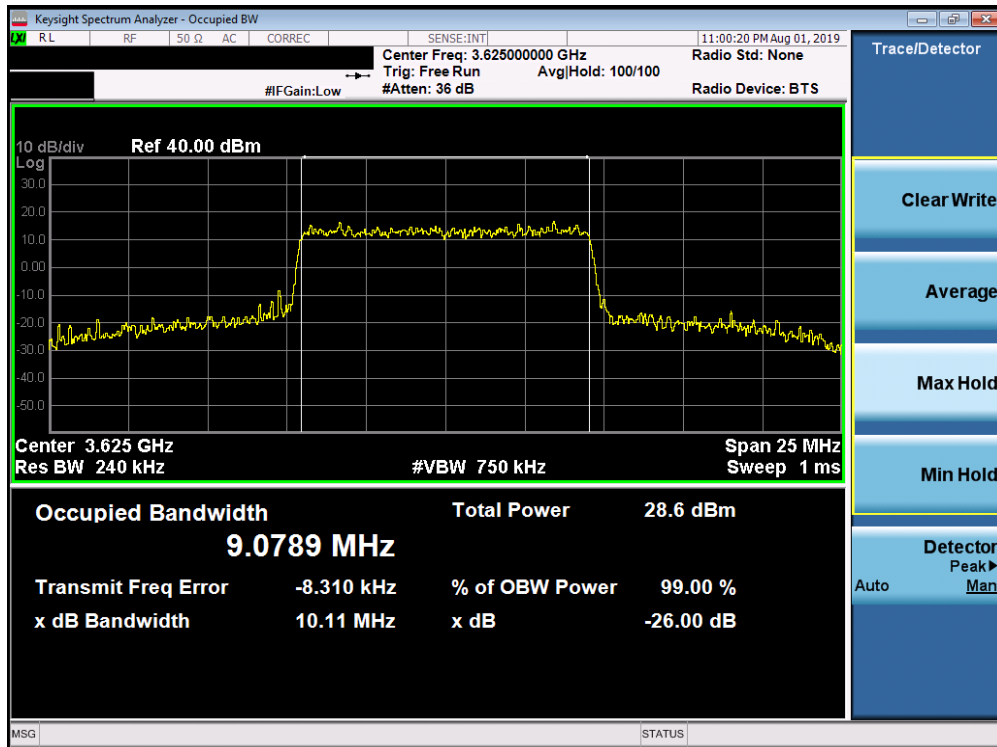 Keysight Spectrum Analyzer - Occupied BW
LXI RL RF 50 Ω AC CORREC SENSE:INT 11:00:20 PM Aug 01, 2019
Center Freq: 3.625000000 GHz Radio Std: None
Trig: Free Run Avg|Hold: 100/100
#IFGain:Low #Atten: 36 dB Radio Device: BTS
10 dB/div Ref 40.00 dBm
Log
30.0
20.0
10.0
0.00
-10.0
-20.0
-30.0
-40.0
-50.0
Center 3.625 GHz Span 25 MHz
Res BW 240 kHz #VBW 750 kHz Sweep 1 ms
Occupied Bandwidth Total Power 28.6 dBm
9.0789 MHz
Transmit Freq Error -8.310 kHz % of OBW Power 99.00 %
x dB Bandwidth 10.11 MHz x dB -26.00 dB
MSG STATUS
Trace/Detector
Clear Write
Average
Max Hold
Min Hold
Detector
Peak▶
Auto Man